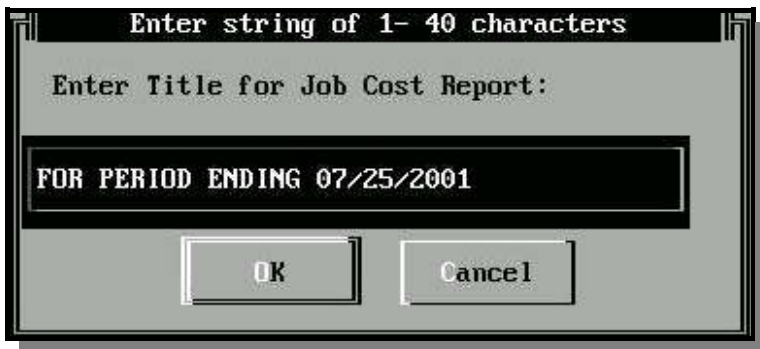 Enter string of 1- 40 characters
Enter Title for Job Cost Report:
FOR PERIOD ENDING 07/25/2001
OK Cancel